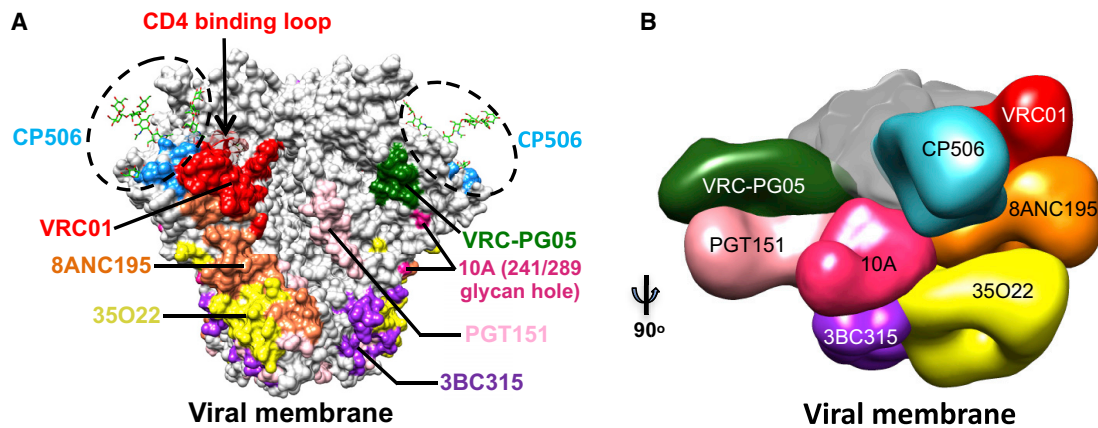 A
CD4 binding loop
CP506
CP506
VRC01
VRC-PG05
8ANC195
10A (241/289
glycan hole)
35O22
PGT151
3BC315
Viral membrane
B
VRC01
CP506
VRC-PG05
8ANC195
PGT151
10A
35O22
3BC315
90º
Viral membrane